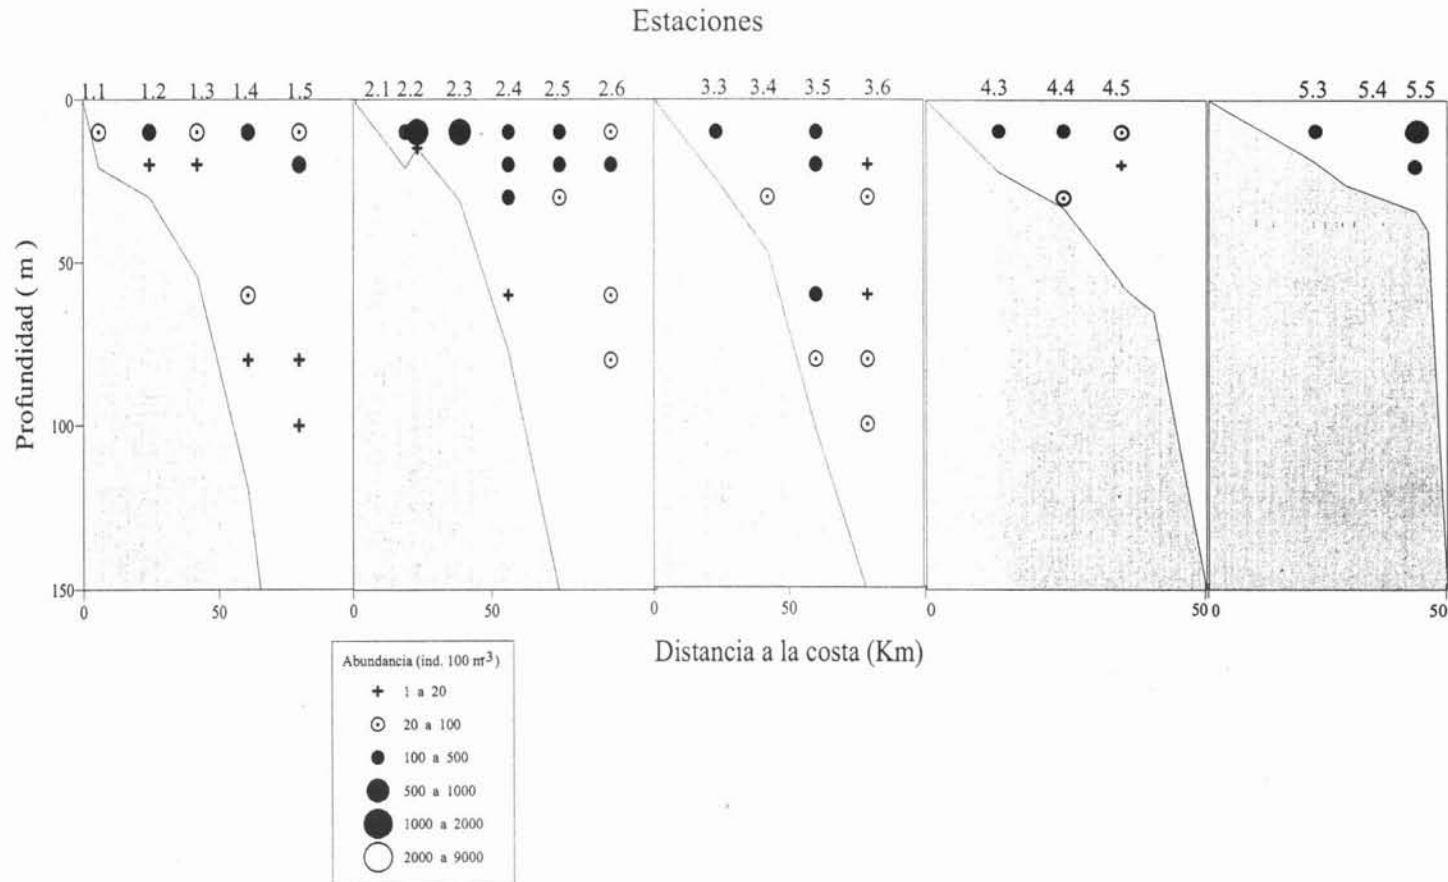 Estaciones
1.1 1.2 1.3 1.4 1.5 2.1 2.2 2.3 2.4 2.5 2.6 3.3 3.4 3.5 3.6 4.3 4.4 4.5 5.3 5.4 5.5
0
50
100
150
Profundidad ( m )
0 50 0 50 0 50 0 50 0 50
Distancia a la costa (Km)
Abundancia (ind. 100 m3)
1 a 20
20 a 100
100 a 500
500 a 1000
1000 a 2000
2000 a 9000